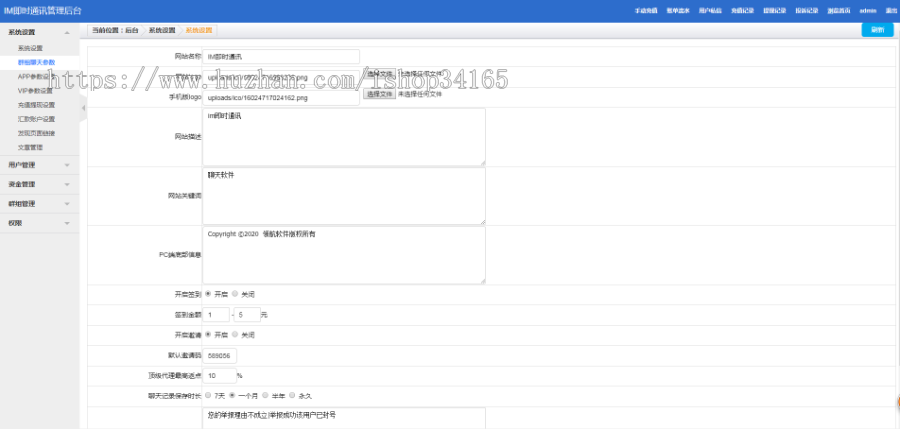 IM即时通讯管理后台
手动充值 账单流水 用户私信 充值记录 提现记录 投诉记录 浏览首页 admin 退出
系统设置
系统设置
群组聊天参数
APP参数设置
VIP参数设置
充值提现设置
汇款账户设置
发现页面链接
文章管理
用户管理
资金管理
群组管理
权限
当前位置：后台 系统设置 系统设置
刷新
网站名称 IM即时通讯
https://www.huzhan.com/ishop34165
选择文件 未选择任何文件
手机版logo uploads/ico/16024717024162.png 选择文件 未选择任何文件
网站描述 im即时通讯
网站关键词 聊天软件
PC端底部信息 Copyright ©2020 领航软件版权所有
开启签到 开启 关闭
签到金额 1 - 5 元
开启邀请 开启 关闭
默认邀请码 889086
顶级代理最高返点 10 %
聊天记录保存时长 7天 一个月 半年 永久
您的举报理由不成立|举报成功该用户已封号